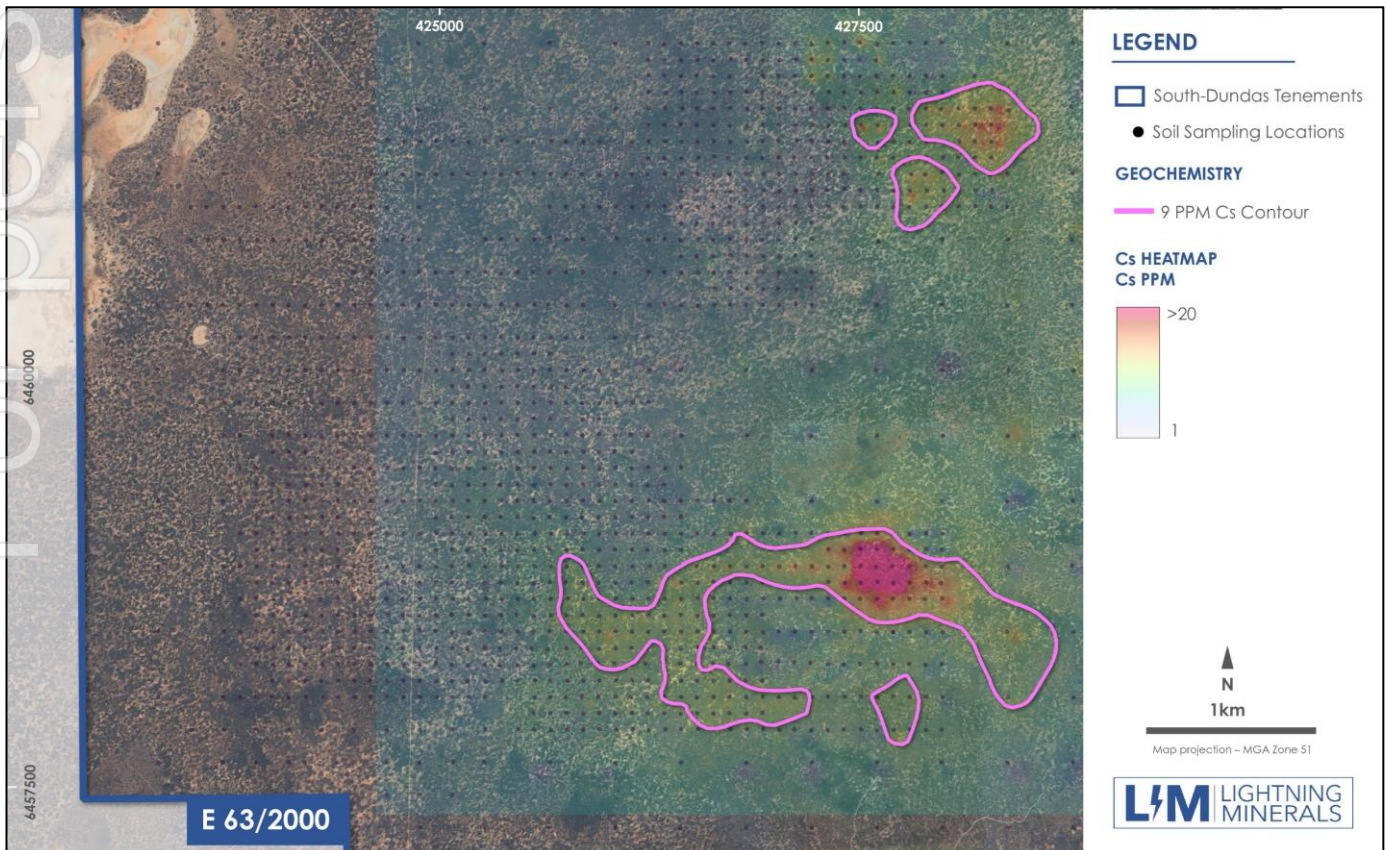 425000
427500
6460000
6457500
E 63/2000
LEGEND
South-Dundas Tenements
Soil Sampling Locations
GEOCHEMISTRY
9 PPM Cs Contour
Cs HEATMAP
Cs PPM
>20
1
N
1km
Map projection – MGA Zone 51
LM LIGHTNING
MINERALS